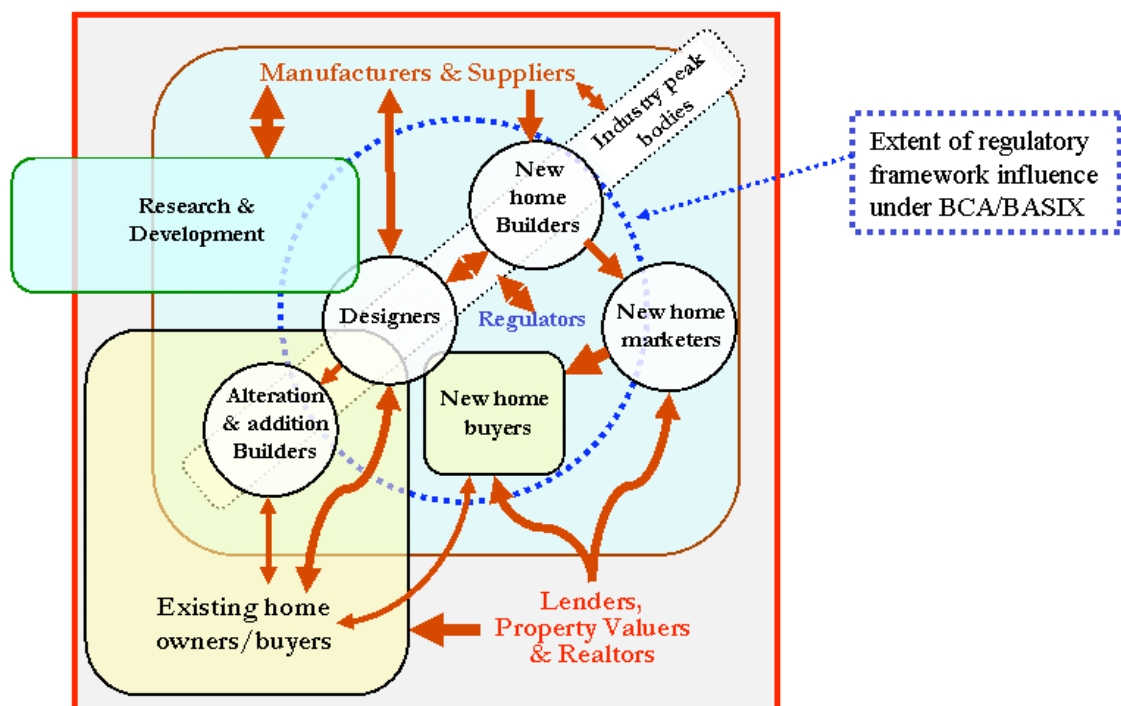 Manufacturers & Suppliers
Industry peak
bodies
Extent of regulatory
framework influence
under BCA/BASIX
New
home
Builders
Research &
Development
Designers
Regulators
New home
marketers
Alteration
& addition
Builders
New home
buyers
Existing home
owners/buyers
Lenders,
Property Valuers
& Realtors